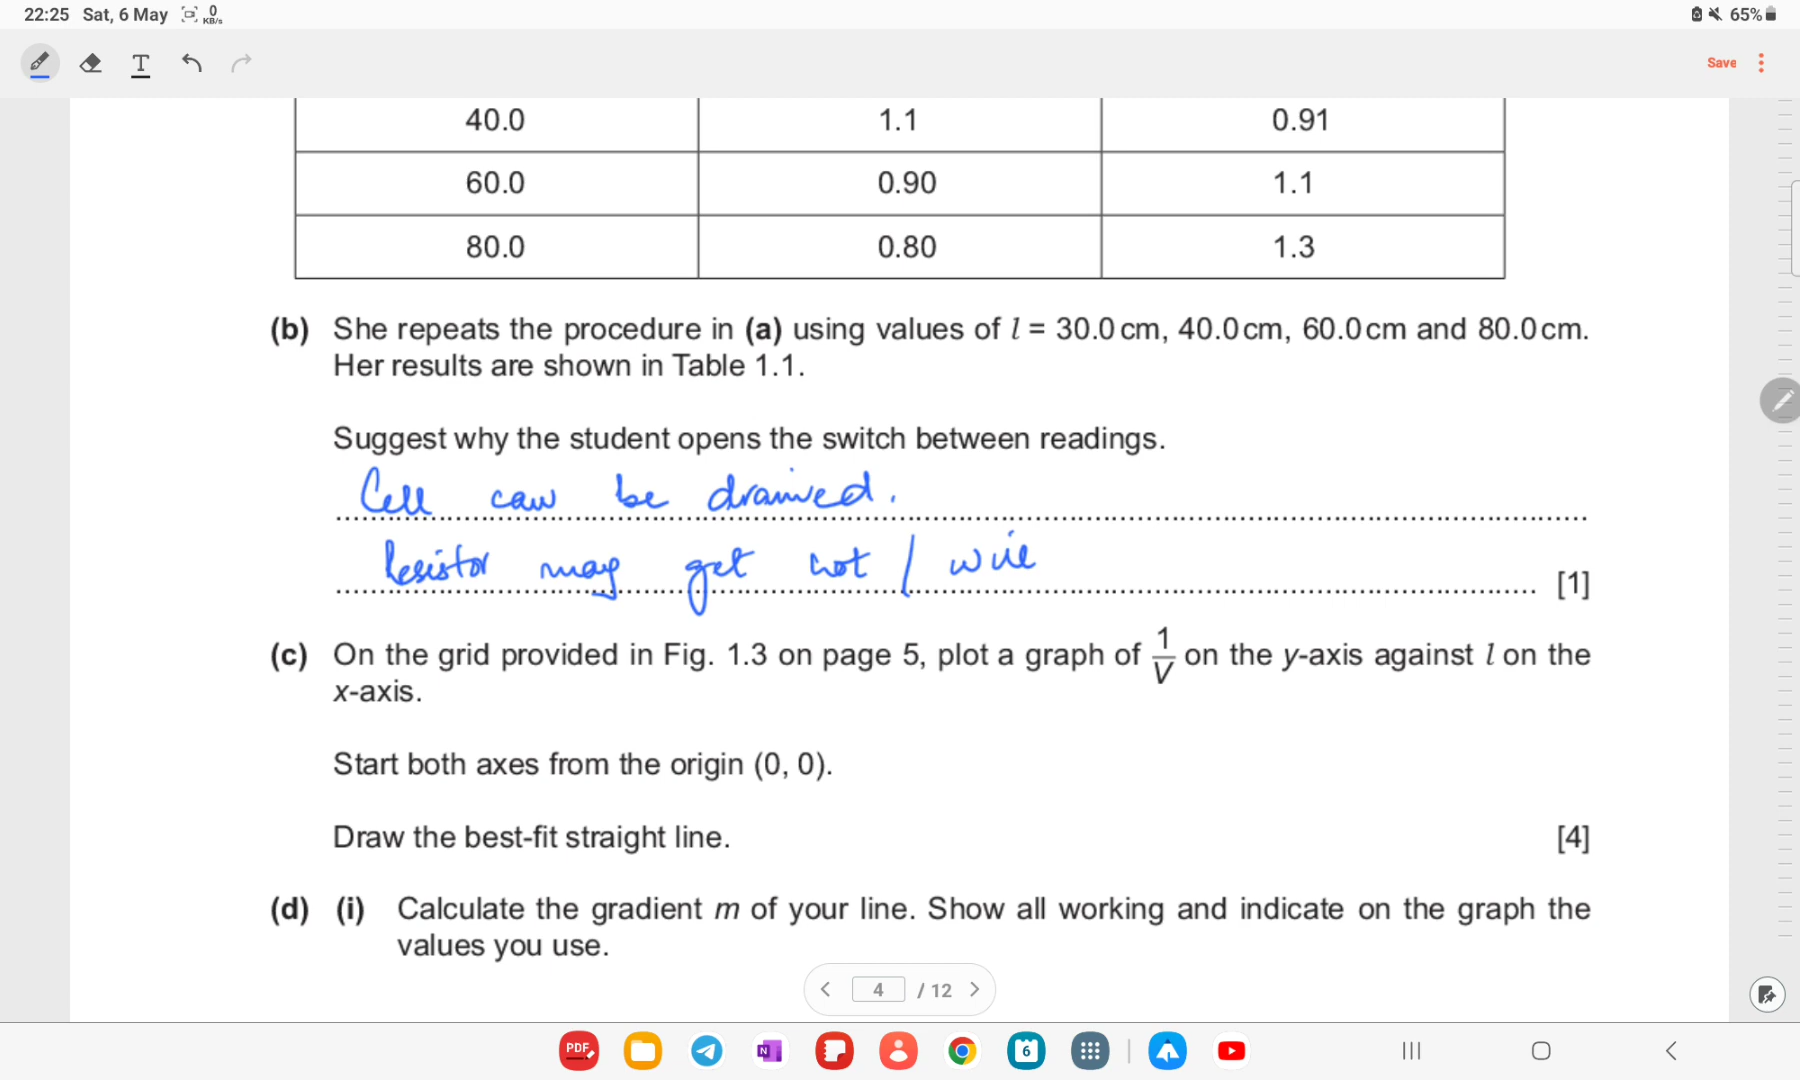 22:25 Sat, 6 May 0 KB/s 65%
T Save
40.0 1.1 0.91
60.0 0.90 1.1
80.0 0.80 1.3
(b) She repeats the procedure in (a) using values of l = 30.0 cm, 40.0 cm, 60.0 cm and 80.0 cm.
Her results are shown in Table 1.1.
Suggest why the student opens the switch between readings.
Cell can be drained.
Resistor may get hot / wire
[1]
(c) On the grid provided in Fig. 1.3 on page 5, plot a graph of 1/V on the y-axis against l on the
x-axis.
Start both axes from the origin (0, 0).
Draw the best-fit straight line. [4]
(d) (i) Calculate the gradient m of your line. Show all working and indicate on the graph the
values you use.
4 / 12
PDF N 6